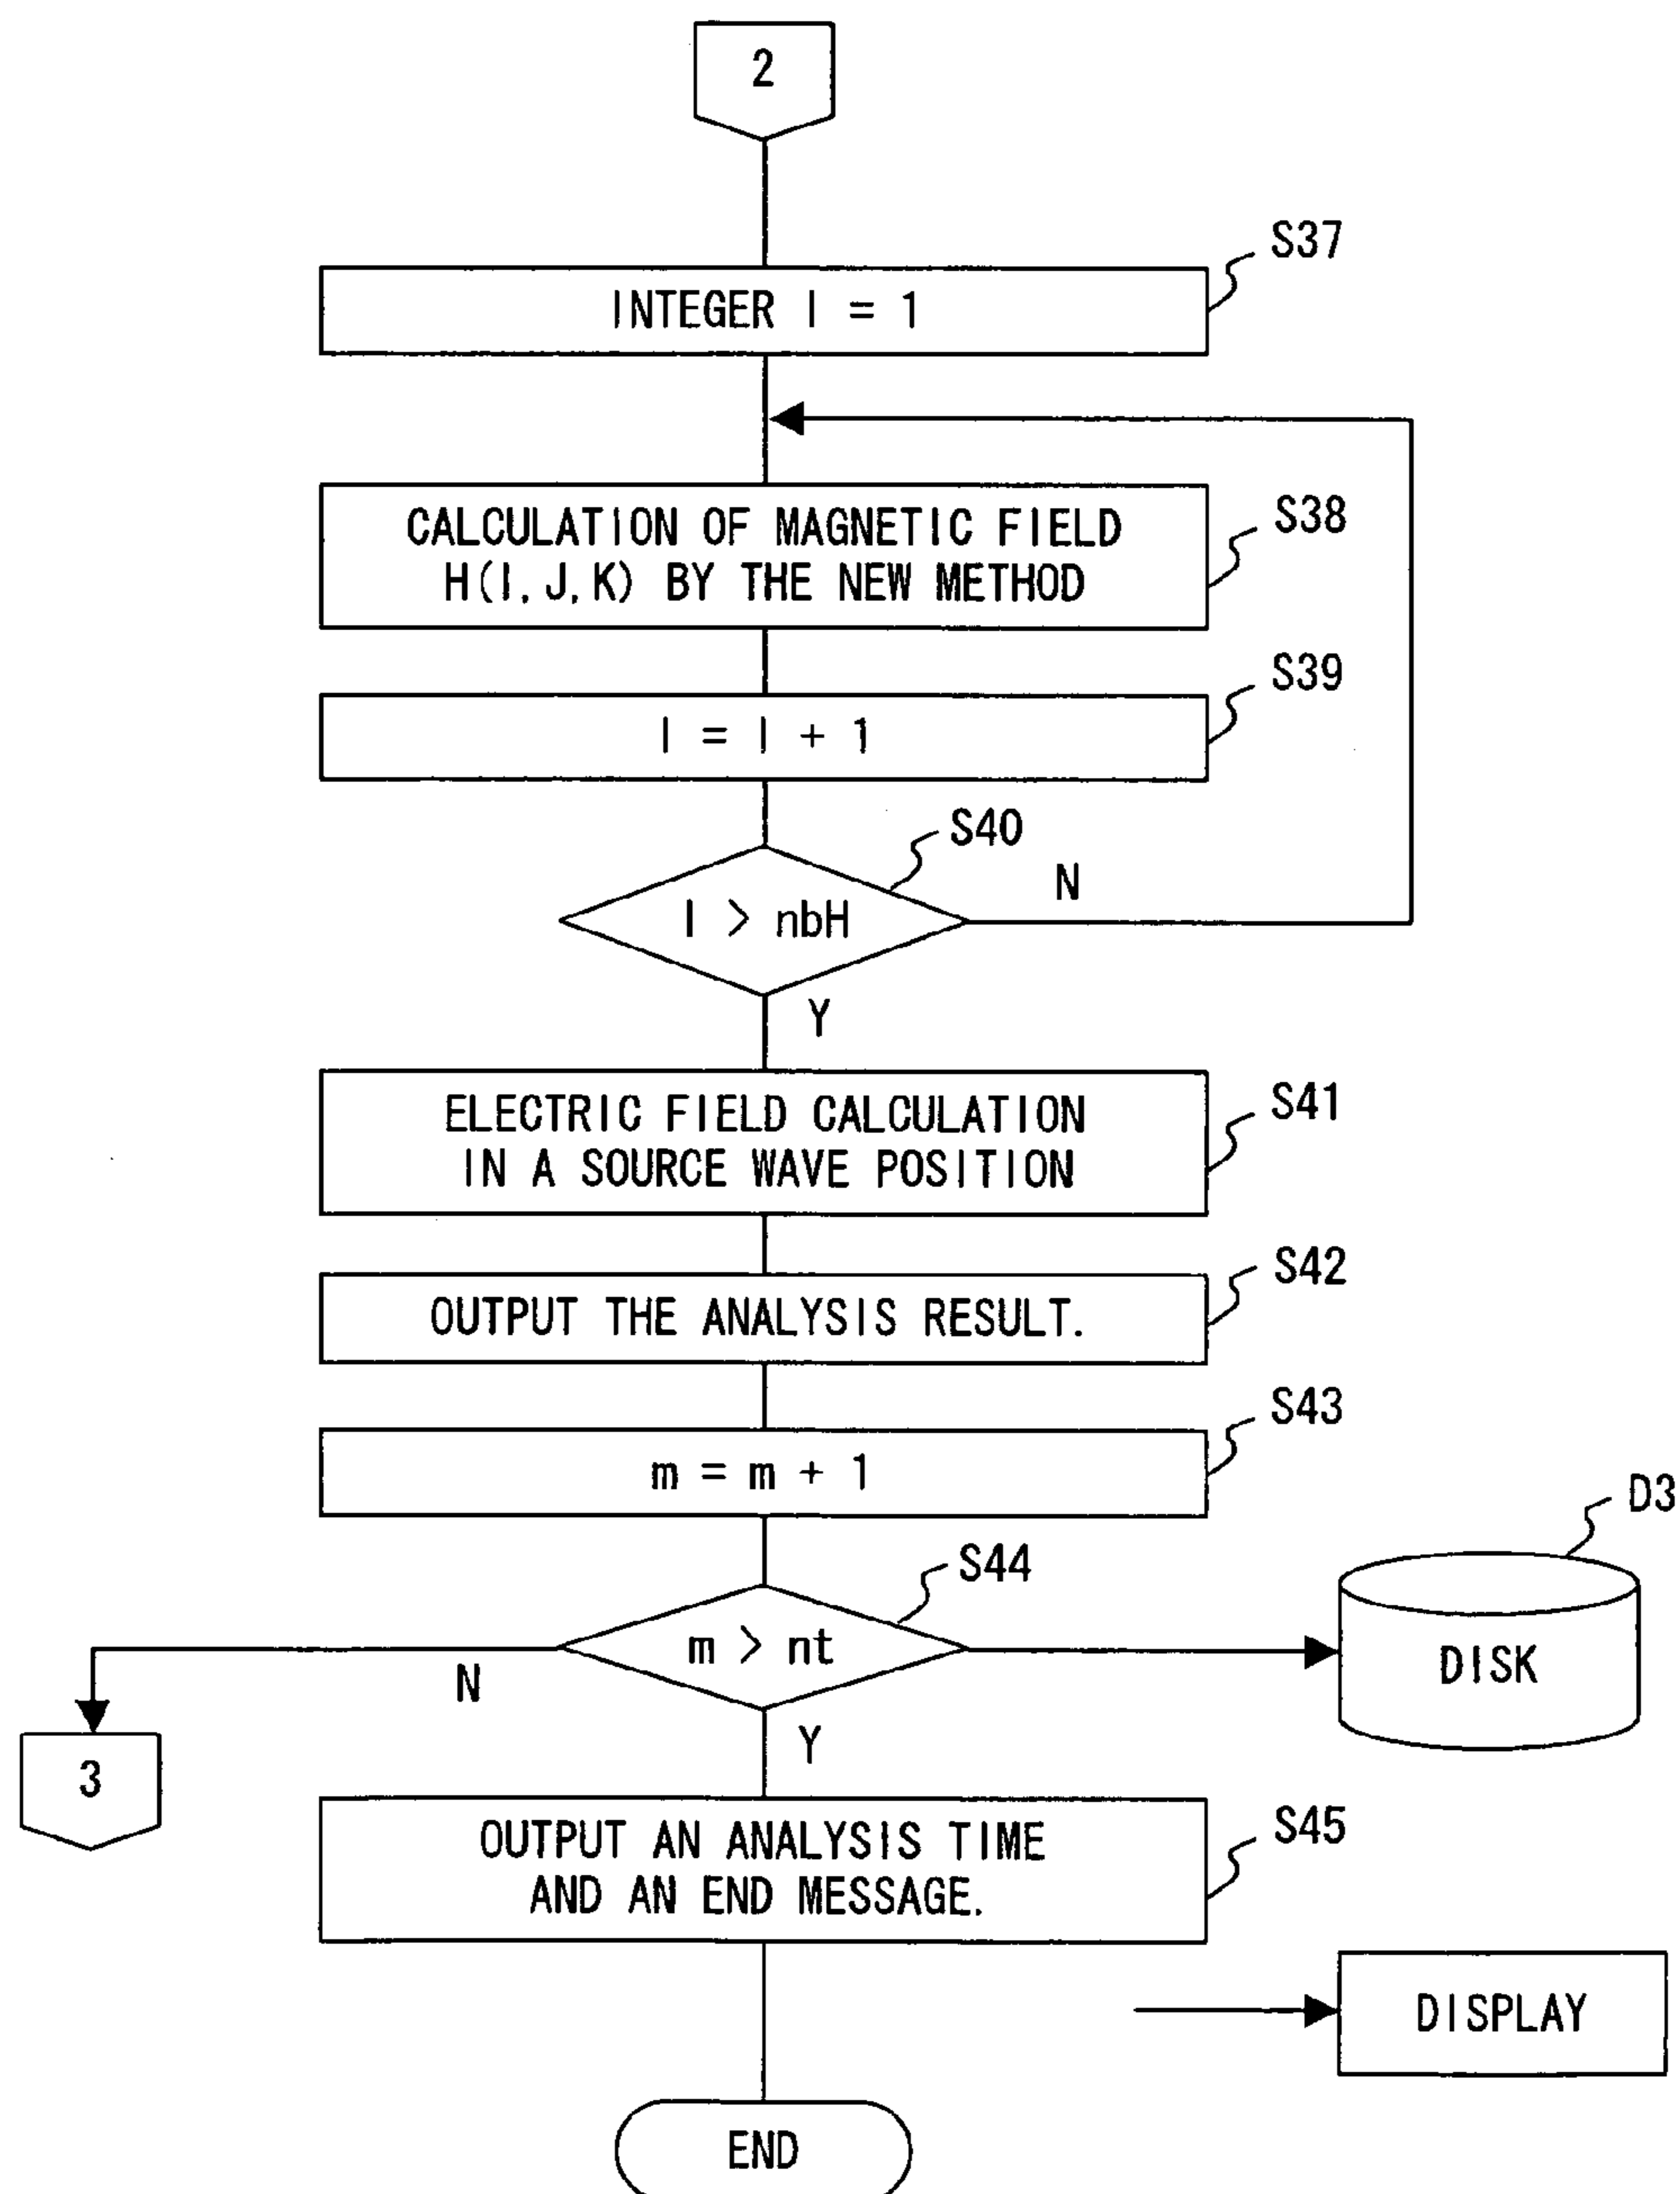 2
S37
INTEGER I = 1
S38
CALCULATION OF MAGNETIC FIELD
H(I,J,K) BY THE NEW METHOD
S39
I = I + 1
S40
I > nbH
N
Y
S41
ELECTRIC FIELD CALCULATION
IN A SOURCE WAVE POSITION
S42
OUTPUT THE ANALYSIS RESULT.
S43
m = m + 1
D3
S44
m > nt
DISK
N
Y
3
S45
OUTPUT AN ANALYSIS TIME
AND AN END MESSAGE.
DISPLAY
END